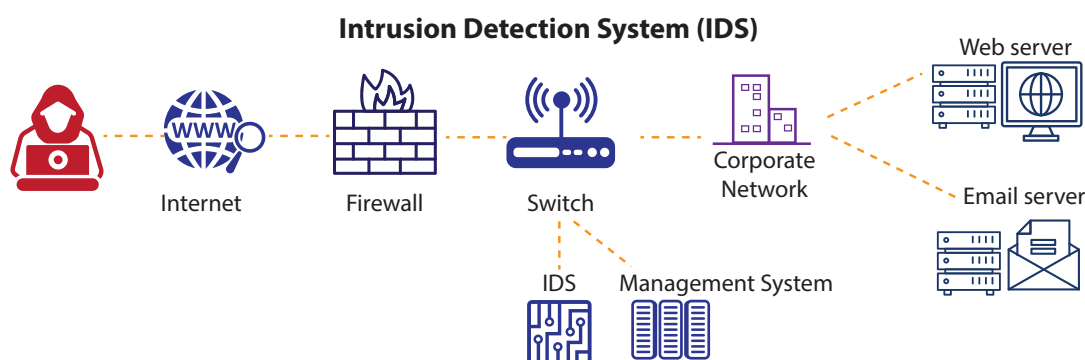 Intrusion Detection System (IDS)
Web server
WWW
Internet
Firewall
Switch
Corporate
Network
Email server
IDS
Management System